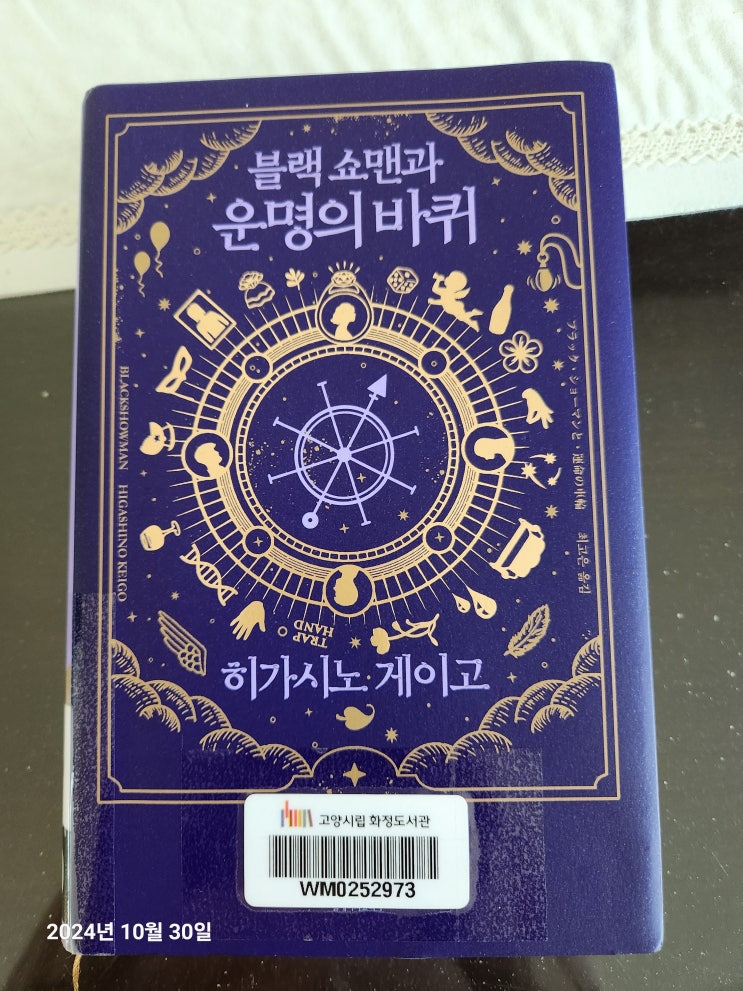 블랙 쇼맨과
운명의 바퀴
ブラック・ショーマンと・運命の車輪
최고은 옮김
BLACKSHOWMAN HIGASHINO KEIGO
TRAP
HAND
히가시노 게이고
고양시립 화정도서관
WM0252973
2024년 10월 30일